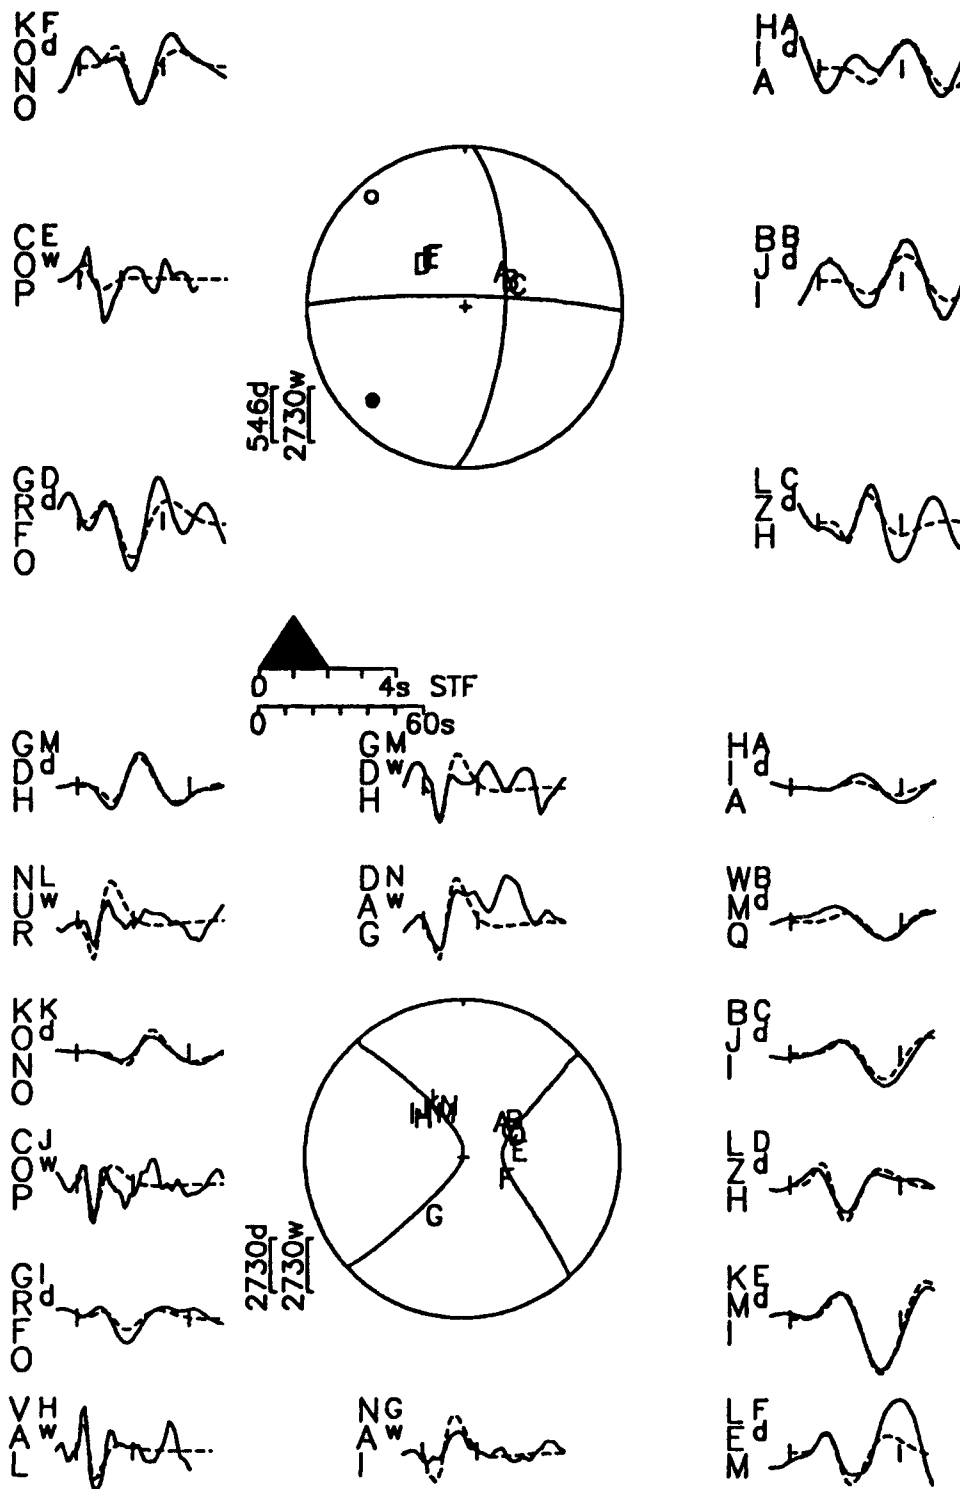 KONO F d
HIA A d
COP E w
BJI B d
D E F
A B C
546d
2730w
GRFO D d
LZH C d
0 4s STF
0 60s
GDH M d
GDH M w
HIA A d
NUR L w
DAG N w
WMQ B d
KONO K d
BJI C d
COP J w
LZH D d
E
F
G
2730d
2730w
GRFO I d
KMI E d
VAL H w
NAI G w
LEM F d